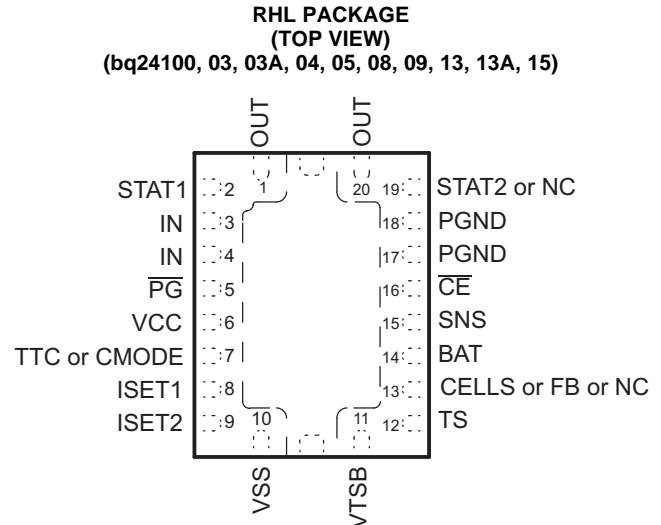 RHL PACKAGE
(TOP VIEW)
(bq24100, 03, 03A, 04, 05, 08, 09, 13, 13A, 15)
OUT
OUT
STAT1 2 1 20 19 STAT2 or NC
IN 3 18 PGND
IN 4 17 PGND
PG 5 16 CE
VCC 6 15 SNS
TTC or CMODE 7 14 BAT
ISET1 8 13 CELLS or FB or NC
ISET2 9 10 11 12 TS
VSS
VTSB